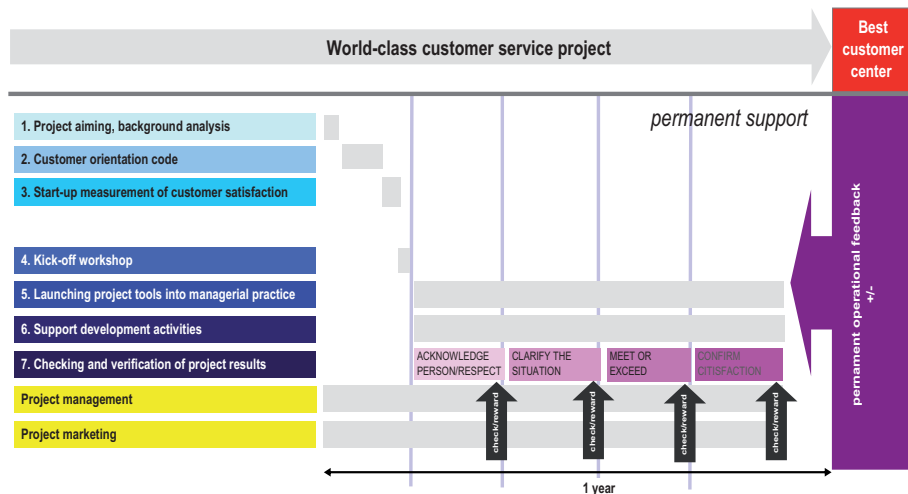 World-class customer service project
Best
customer
center
permanent support
1. Project aiming, background analysis
2. Customer orientation code
3. Start-up measurement of customer satisfaction
4. Kick-off workshop
5. Launching project tools into managerial practice
6. Support development activities
7. Checking and verification of project results
ACKNOWLEDGE
PERSON/RESPECT
CLARIFY THE
SITUATION
MEET OR
EXCEED
CONFIRM
CITISFACTION
Project management
Project marketing
check/reward
check/reward
check/reward
check/reward
pernament operational feedback
+/-
1 year